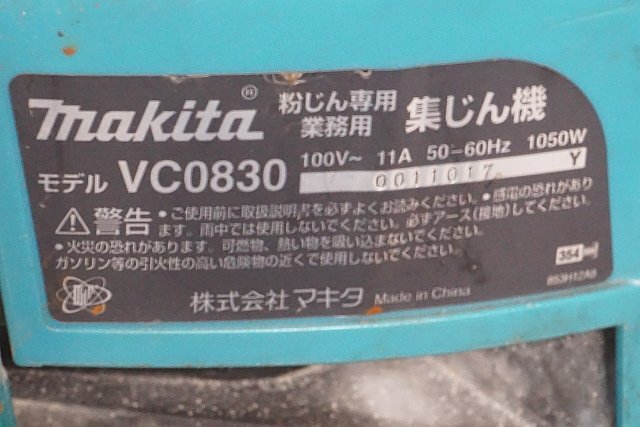 makita®
粉じん専用
業務用
集じん機
モデル VC0830
100V~ 11A 50-60Hz 1050W
0011017 Y
⚠警告
•ご使用前に取扱説明書を必ずよくお読みください。•感電の恐れがあり
ます。雨中では使用しないでください。必ずアース(接地)してください。
•火災の恐れがあります。可燃物、熱い物を吸い込まないでください。
ガソリン等の引火性の高い危険物の近くで使用しないでください。
354
853H12A8
株式会社 マキタ Made in China